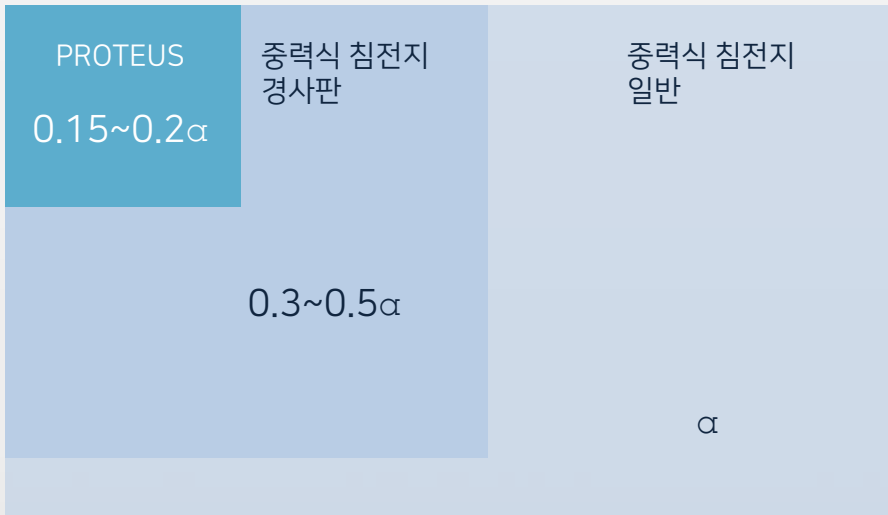 PROTEUS
0.15~0.2α
중력식 침전지
경사판
0.3~0.5α
중력식 침전지
일반
α